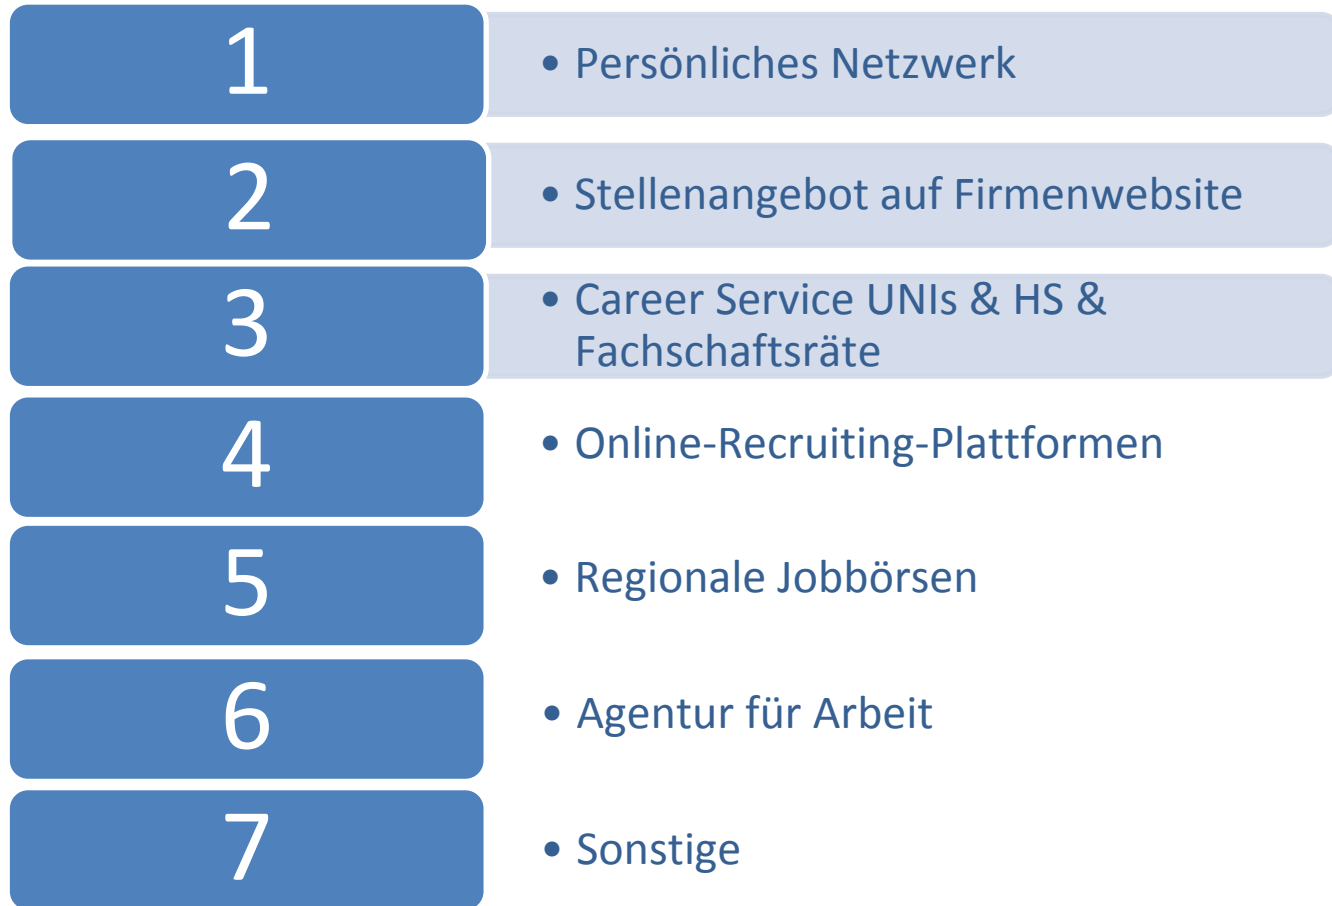 1
• Persönliches Netzwerk
2
• Stellenangebot auf Firmenwebsite
3
• Career Service UNIs & HS &
Fachschaftsräte
4
• Online-Recruiting-Plattformen
5
• Regionale Jobbörsen
6
• Agentur für Arbeit
7
• Sonstige